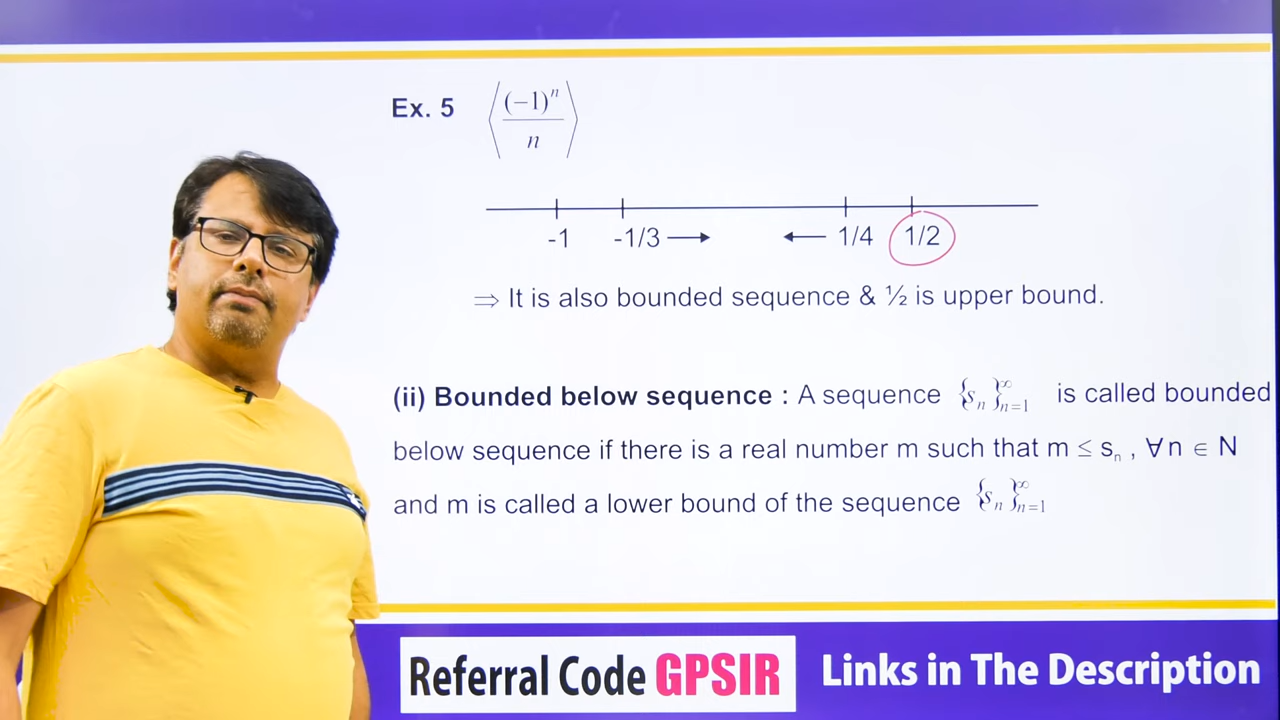 Ex. 5 ⟨(−1)ⁿ/n⟩
-1 -1/3 → ← 1/4 1/2
⇒ It is also bounded sequence & ½ is upper bound.
(ii) Bounded below sequence : A sequence {sₙ}ₙ₌₁^∞ is called bounded
below sequence if there is a real number m such that m ≤ sₙ , ∀ n ∈ N
and m is called a lower bound of the sequence {sₙ}ₙ₌₁^∞
Referral Code GPSIR Links in The Description